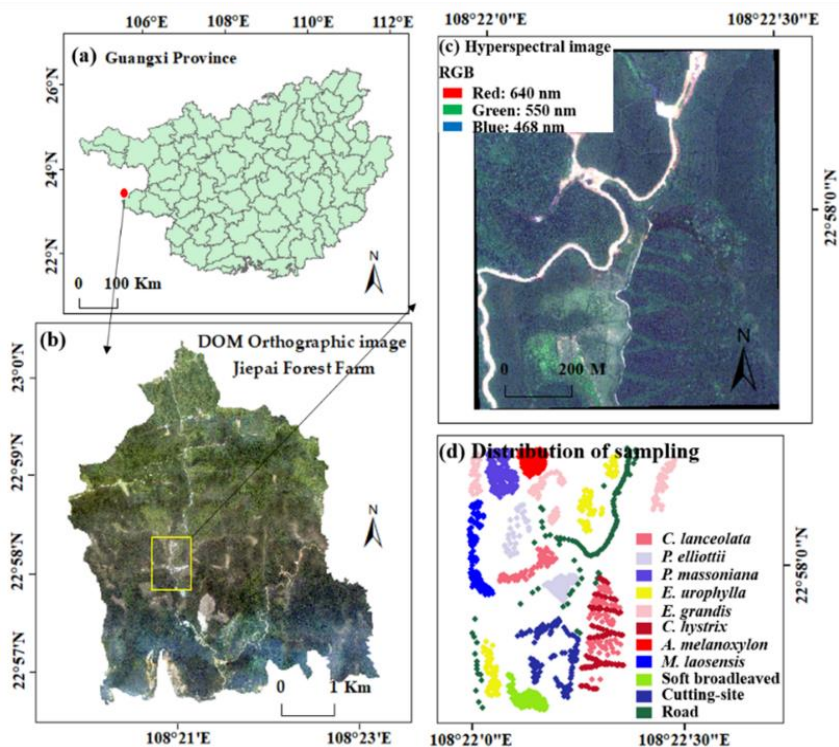 106°E 108°E 110°E 112°E
(a) Guangxi Province
26°N
24°N
22°N
0 100 Km
N
(b) DOM Orthographic image
Jiepai Forest Farm
23°0'N
22°59'N
22°58'N
22°57'N
N
0 1 Km
108°21'E 108°23'E
108°22'0"E 108°22'30"E
(c) Hyperspectral image
RGB
Red: 640 nm
Green: 550 nm
Blue: 468 nm
22°58'0"N
N
0 200 M
(d) Distribution of sampling
C. lanceolata
P. elliottii
P. massoniana
E. urophylla
E. grandis
C. hystrix
A. melanoxylon
M. laosensis
Soft broadleaved
Cutting-site
Road
22°58'0"N
108°22'0"E 108°22'30"E